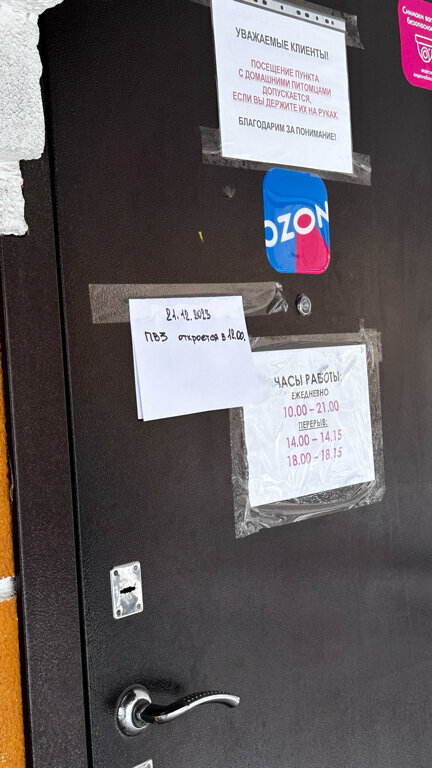 УВАЖАЕМЫЕ КЛИЕНТЫ!
ПОСЕЩЕНИЕ ПУНКТА
С ДОМАШНИМИ ПИТОМЦАМИ
ДОПУСКАЕТСЯ,
ЕСЛИ ВЫ ДЕРЖИТЕ ИХ НА РУКАХ.
БЛАГОДАРИМ ЗА ПОНИМАНИЕ!
OZON
21.12.2025
ПВЗ откроется в 12.00.
ЧАСЫ РАБОТЫ:
ЕЖЕДНЕВНО
10.00 – 21.00
ПЕРЕРЫВ:
14.00 – 14.15
18.00 – 18.15